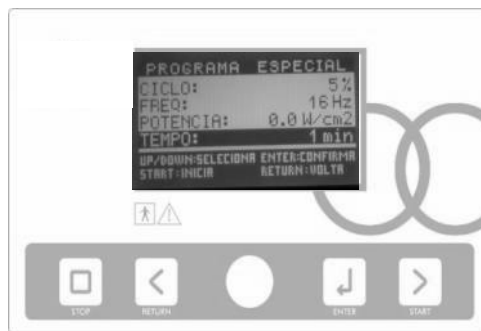 PROGRAMA ESPECIAL
CICLO: 5%
FREQ: 16 Hz
POTENCIA: 0.0 W/cm2
TEMPO: 1 min
UP/DOWN:SELECIONA ENTER:CONFIRMA
START:INICIA RETURN:VOLTA
STOP
RETURN
ENTER
START